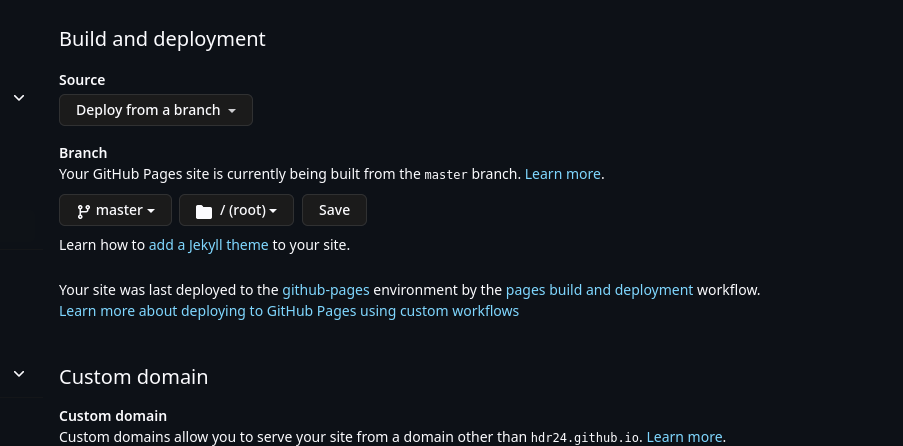 Build and deployment
Source
Deploy from a branch
Branch
Your GitHub Pages site is currently being built from the master branch. Learn more.
master / (root) Save
Learn how to add a Jekyll theme to your site.
Your site was last deployed to the github-pages environment by the pages build and deployment workflow.
Learn more about deploying to GitHub Pages using custom workflows
Custom domain
Custom domain
Custom domains allow you to serve your site from a domain other than hdr24.github.io. Learn more.